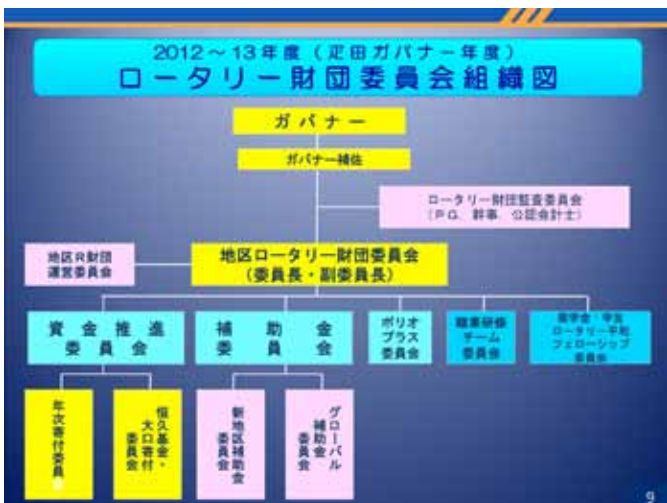 2012～13年度（疋田ガバナー年度）
ロータリー財団委員会組織図
ガバナー
ガバナー補佐
ロータリー財団監査委員会
（PG、幹事、公認会計士）
地区R財団
運営委員会
地区ロータリー財団委員会
（委員長・副委員長）
資金推進
委員会
補助金
委員会
ポリオ
プラス
委員会
職業研修
チーム
委員会
奨学金・学友
ロータリー平和
フェローシップ
委員会
年次寄付委員会
恒久基金・
大口寄付
委員会
新地区補助金
委員会
グローバル
補助金
委員会